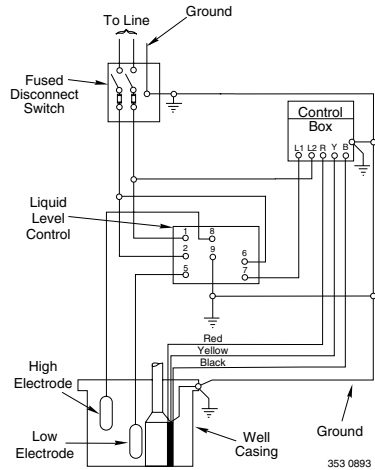 To Line
Ground
Fused
Disconnect
Switch
Control
Box
L1 L2 R Y B
Liquid
Level
Control
1
8
2
9
6
5
7
Red
Yellow
Black
High
Electrode
Low
Electrode
Well
Casing
Ground
353 0893